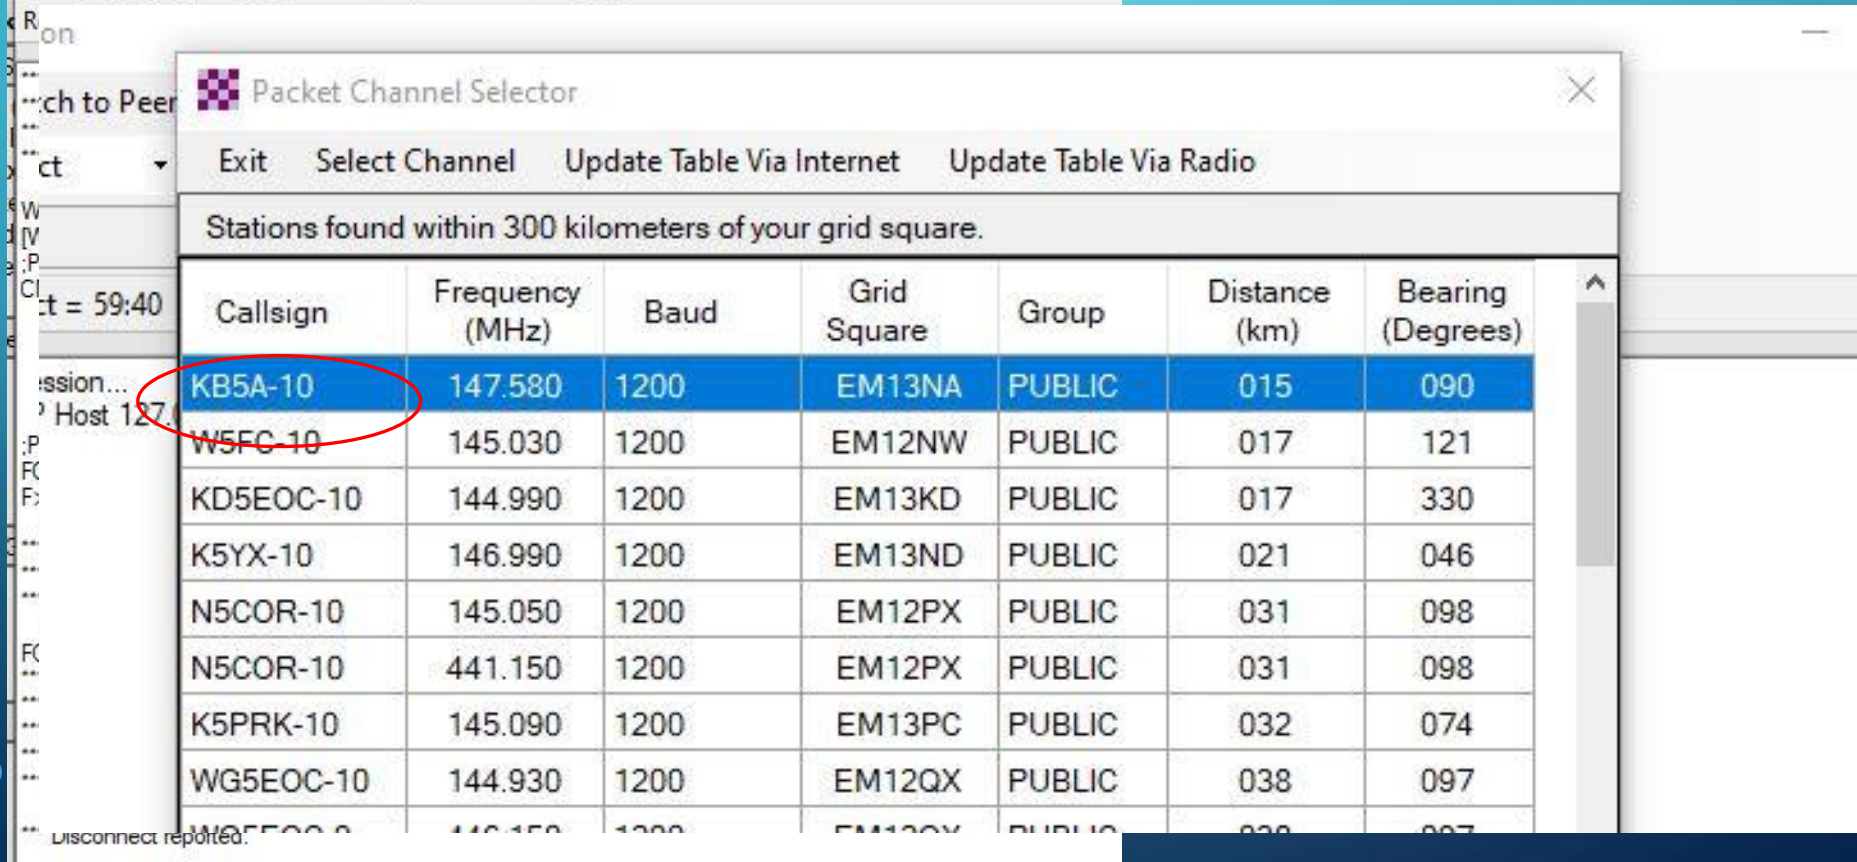 R
on
Packet Channel Selector
ch to Peer
Exit Select Channel Update Table Via Internet Update Table Via Radio
ct
Stations found within 300 kilometers of your grid square.
ct = 59:40
Callsign Frequency (MHz) Baud Grid Square Group Distance (km) Bearing (Degrees)
KB5A-10 147.580 1200 EM13NA PUBLIC 015 090
ssion...
Host 127.
W5FC-10 145.030 1200 EM12NW PUBLIC 017 121
KD5EOC-10 144.990 1200 EM13KD PUBLIC 017 330
K5YX-10 146.990 1200 EM13ND PUBLIC 021 046
N5COR-10 145.050 1200 EM12PX PUBLIC 031 098
N5COR-10 441.150 1200 EM12PX PUBLIC 031 098
K5PRK-10 145.090 1200 EM13PC PUBLIC 032 074
WG5EOC-10 144.930 1200 EM12QX PUBLIC 038 097
Disconnect reported.